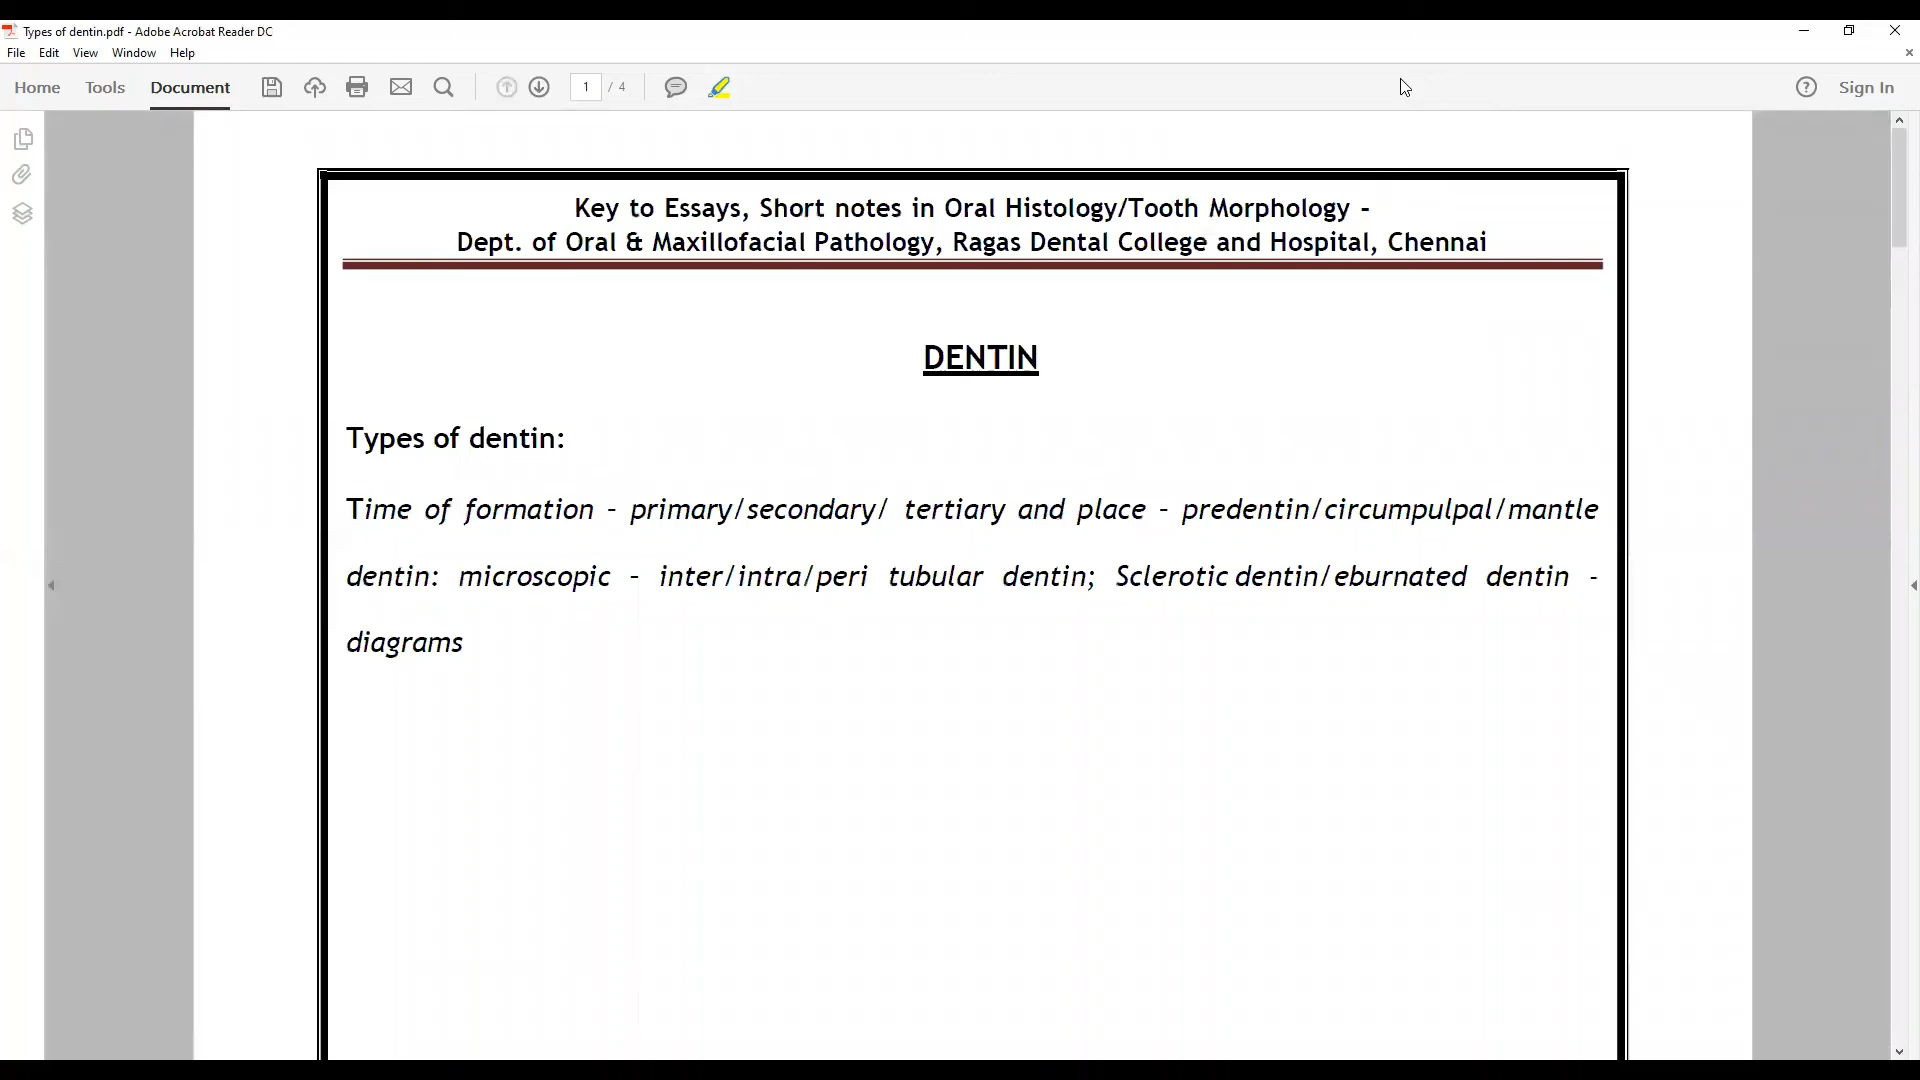 Types of dentin.pdf - Adobe Acrobat Reader DC
File Edit View Window Help
Home Tools Document 1 / 4 Sign In
Key to Essays, Short notes in Oral Histology/Tooth Morphology –
Dept. of Oral & Maxillofacial Pathology, Ragas Dental College and Hospital, Chennai
DENTIN
Types of dentin:
Time of formation – primary/secondary/ tertiary and place – predentin/circumpulpal/mantle
dentin: microscopic – inter/intra/peri tubular dentin; Sclerotic dentin/eburnated dentin -
diagrams